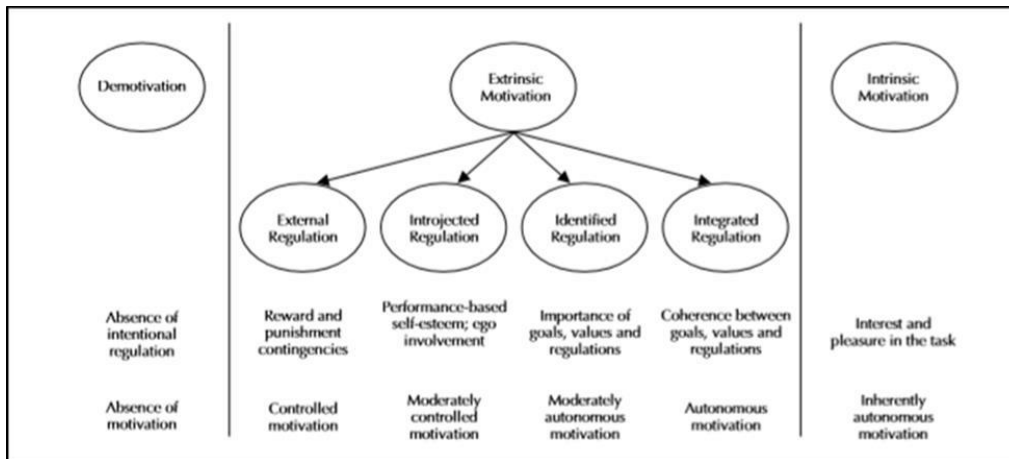 Demotivation
Extrinsic
Motivation
Intrinsic
Motivation
External
Regulation
Introjected
Regulation
Identified
Regulation
Integrated
Regulation
Absence of
intentional
regulation
Reward and
punishment
contingencies
Performance-based
self-esteem; ego
involvement
Importance of
goals, values and
regulations
Coherence between
goals, values and
regulations
Interest and
pleasure in the task
Absence of
motivation
Controlled
motivation
Moderately
controlled
motivation
Moderately
autonomous
motivation
Autonomous
motivation
Inherently
autonomous
motivation